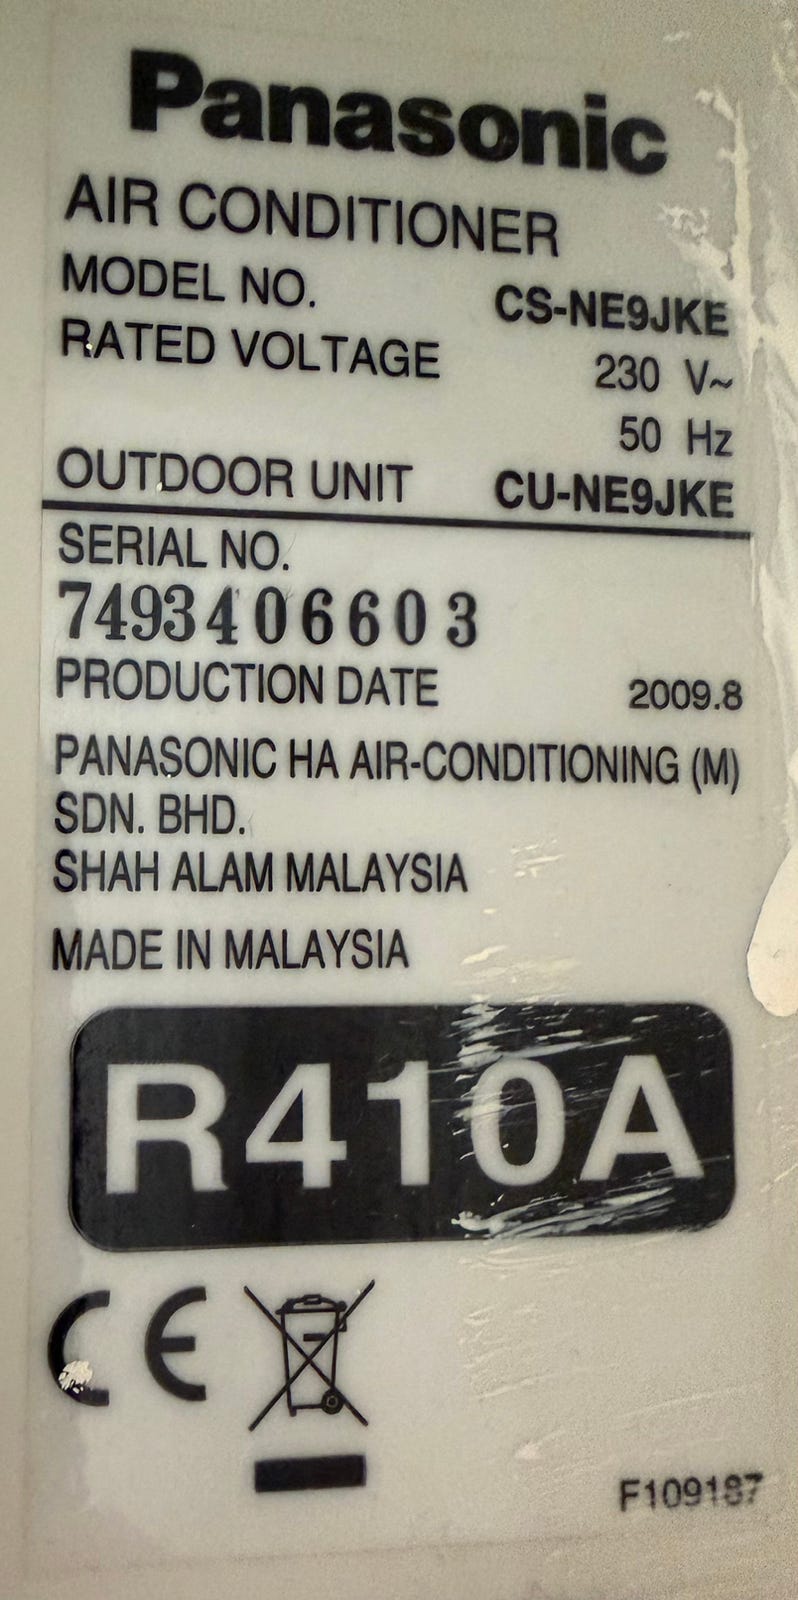 Panasonic
AIR CONDITIONER
MODEL NO. CS-NE9JKE
RATED VOLTAGE 230 V~
50 Hz
OUTDOOR UNIT CU-NE9JKE
SERIAL NO.
7493406603
PRODUCTION DATE 2009.8
PANASONIC HA AIR-CONDITIONING (M)
SDN. BHD.
SHAH ALAM MALAYSIA
MADE IN MALAYSIA
R410A
CE
F109187